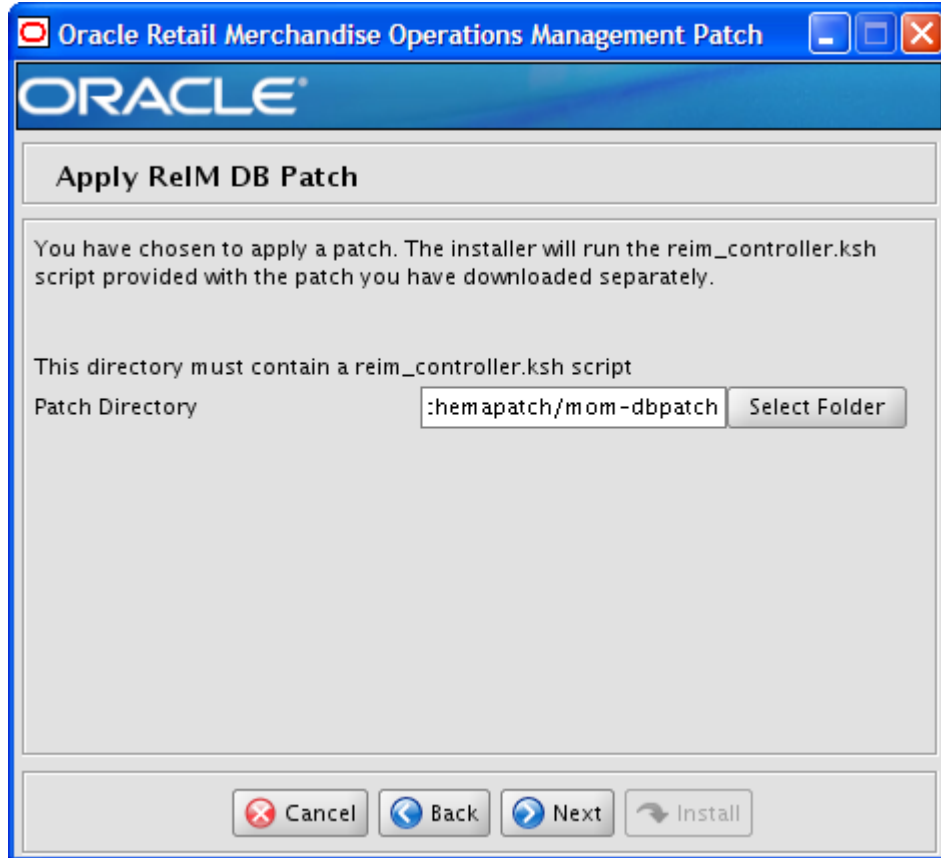 Oracle Retail Merchandise Operations Management Patch
ORACLE
Apply ReIM DB Patch
You have chosen to apply a patch. The installer will run the reim_controller.ksh
script provided with the patch you have downloaded separately.
This directory must contain a reim_controller.ksh script
Patch Directory :hemapatch/mom-dbpatch Select Folder
Cancel Back Next Install